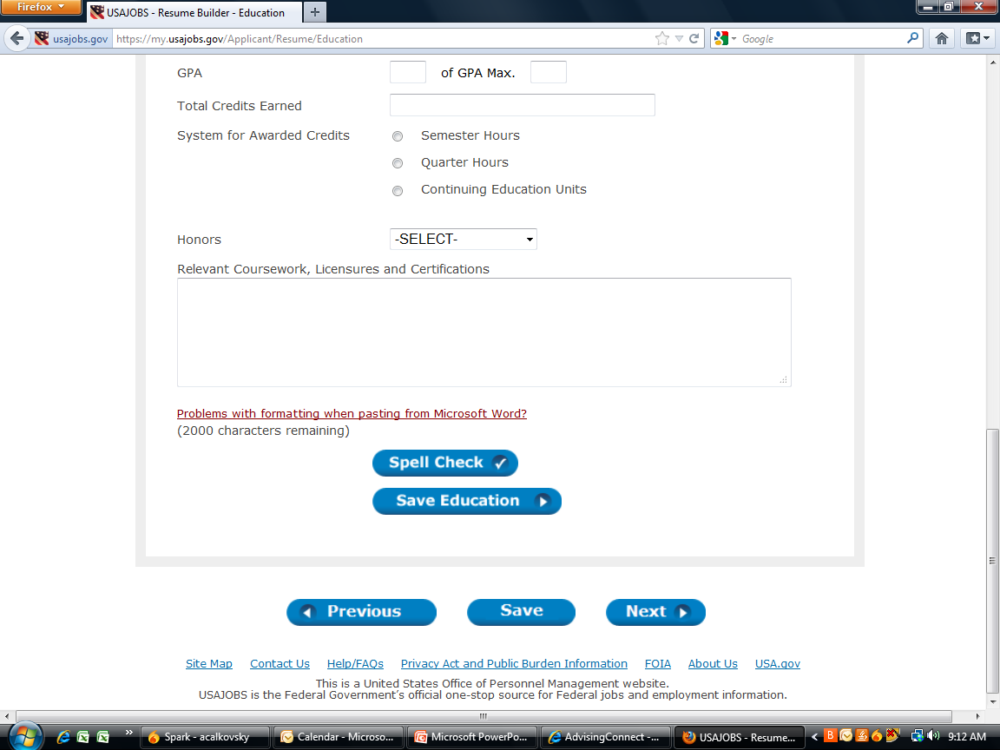 Firefox
USAJOBS - Resume Builder - Education
usajobs.gov
https://my.usajobs.gov/Applicant/Resume/Education
Google
GPA of GPA Max.
Total Credits Earned
System for Awarded Credits Semester Hours
Quarter Hours
Continuing Education Units
Honors -SELECT-
Relevant Coursework, Licensures and Certifications
Problems with formatting when pasting from Microsoft Word?
(2000 characters remaining)
Spell Check
Save Education
Previous Save Next
Site Map Contact Us Help/FAQs Privacy Act and Public Burden Information FOIA About Us USA.gov
This is a United States Office of Personnel Management website.
USAJOBS is the Federal Government's official one-stop source for Federal jobs and employment information.
Spark - acalkovsky Calendar - Microso... Microsoft PowerPo... AdvisingConnect -... USAJOBS - Resume... 9:12 AM